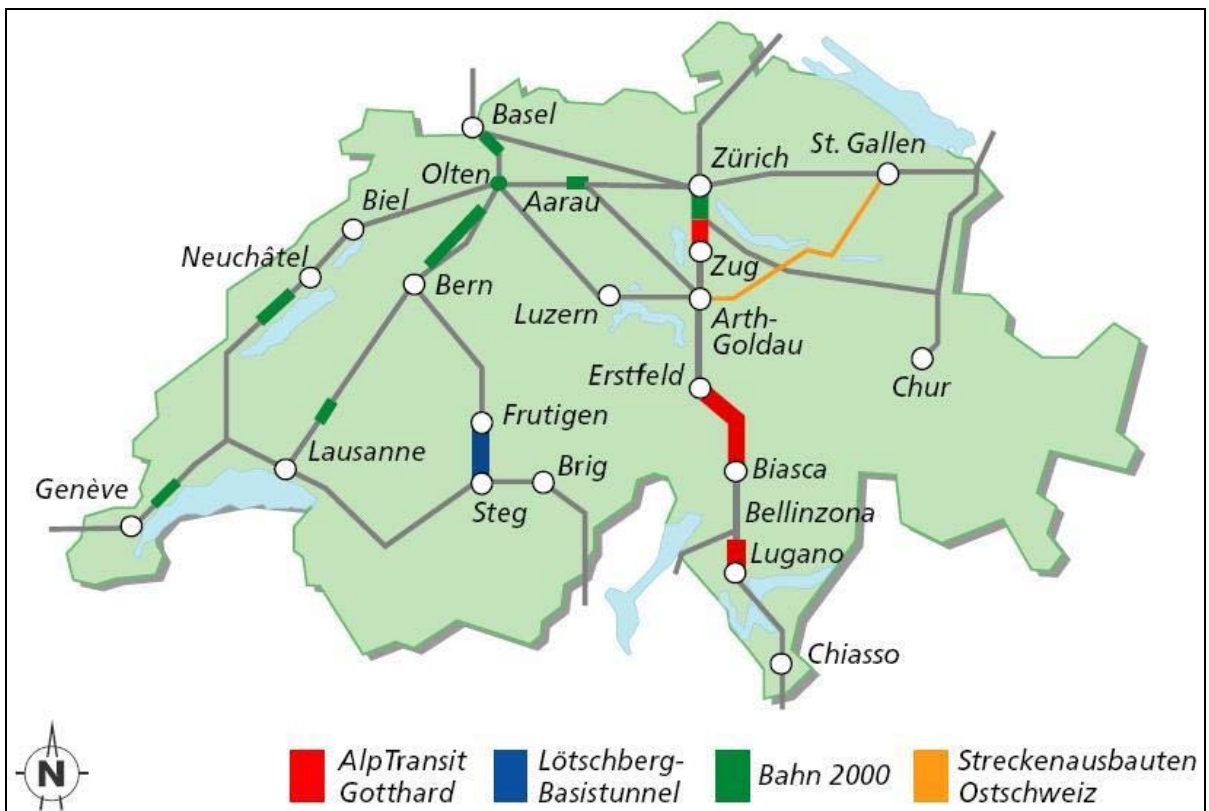 Basel
Olten
Biel
Neuchâtel
Aarau
Zürich
St. Gallen
Bern
Luzern
Zug
Arth-
Goldau
Erstfeld
Chur
Frutigen
Lausanne
Brig
Biasca
Genève
Steg
Bellinzona
Lugano
Chiasso
N
AlpTransit
Gotthard
Lötschberg-
Basistunnel
Bahn 2000
Streckenausbauten
Ostschweiz